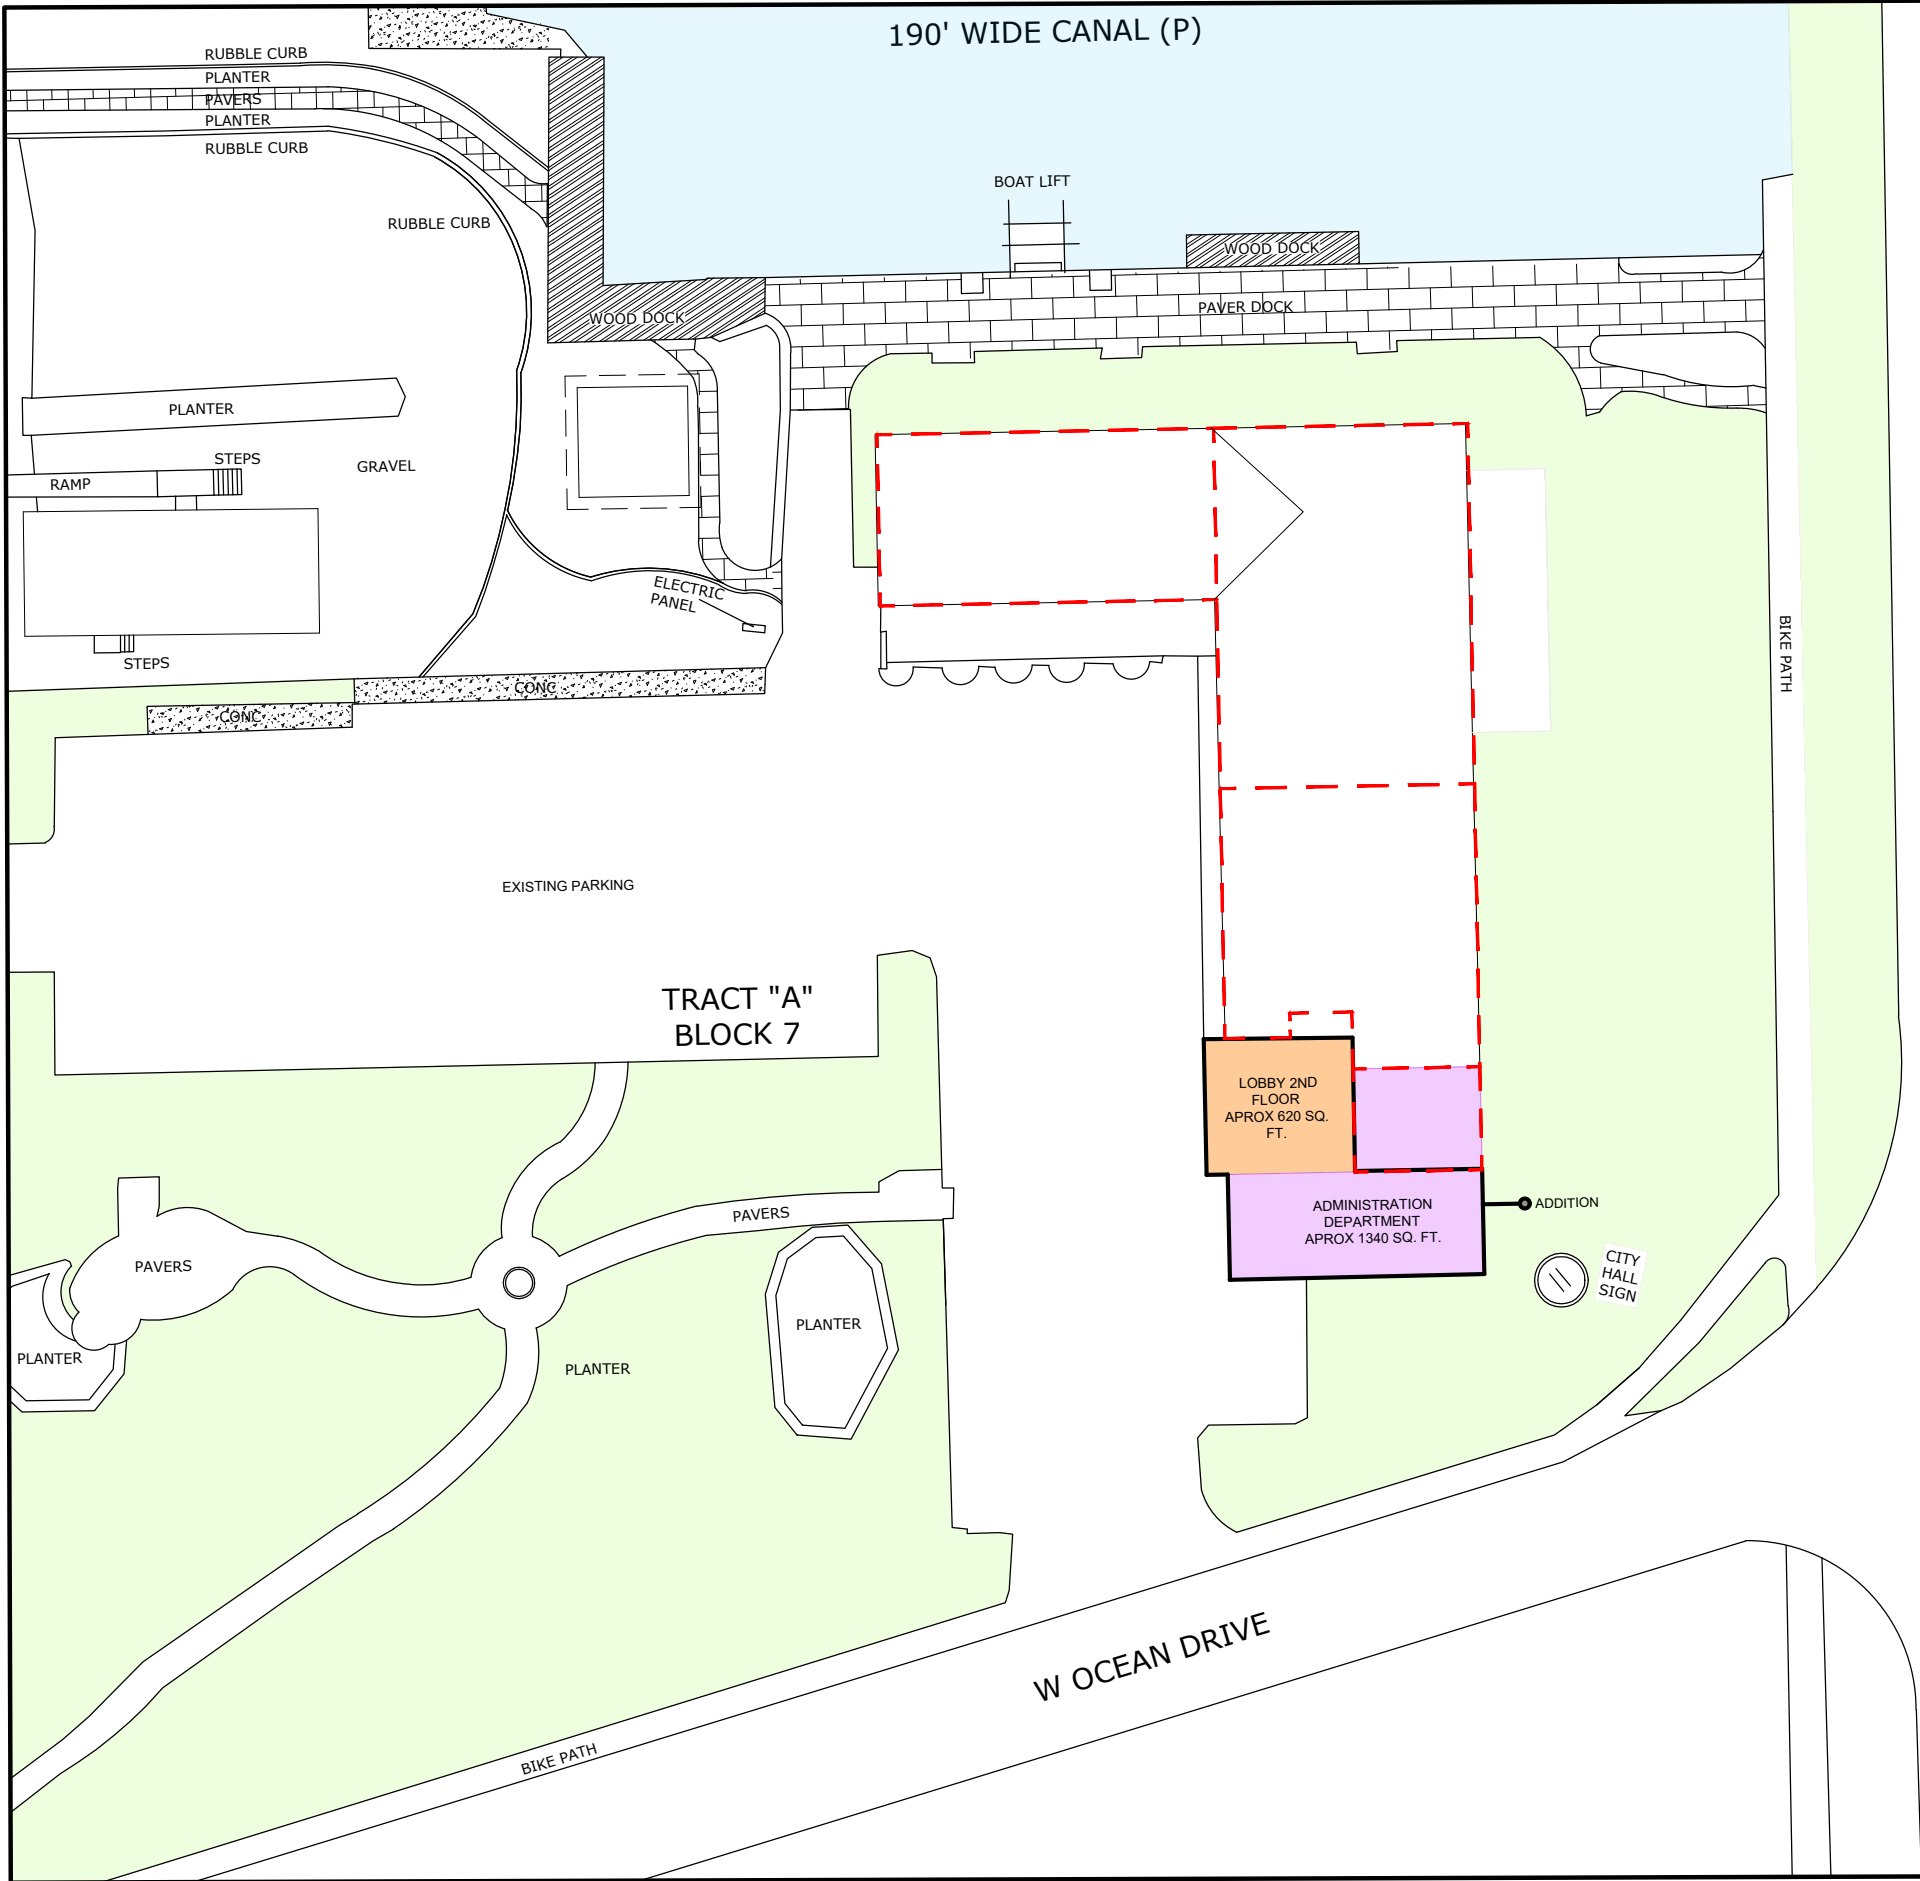 190' WIDE CANAL (P)
RUBBLE CURB
PLANTER
PAVERS
PLANTER
RUBBLE CURB
BOAT LIFT
RUBBLE CURB
WOOD DOCK
PAVER DOCK
WOOD DOCK
PLANTER
STEPS
GRAVEL
RAMP
ELECTRIC
PANEL
BIKE PATH
STEPS
CONC
CONC
EXISTING PARKING
TRACT "A"
BLOCK 7
LOBBY 2ND
FLOOR
APROX 620 SQ.
FT.
ADMINISTRATION
DEPARTMENT
APROX 1340 SQ. FT.
ADDITION
PAVERS
PAVERS
CITY
HALL
SIGN
PLANTER
PLANTER
PLANTER
W OCEAN DRIVE
BIKE PATH